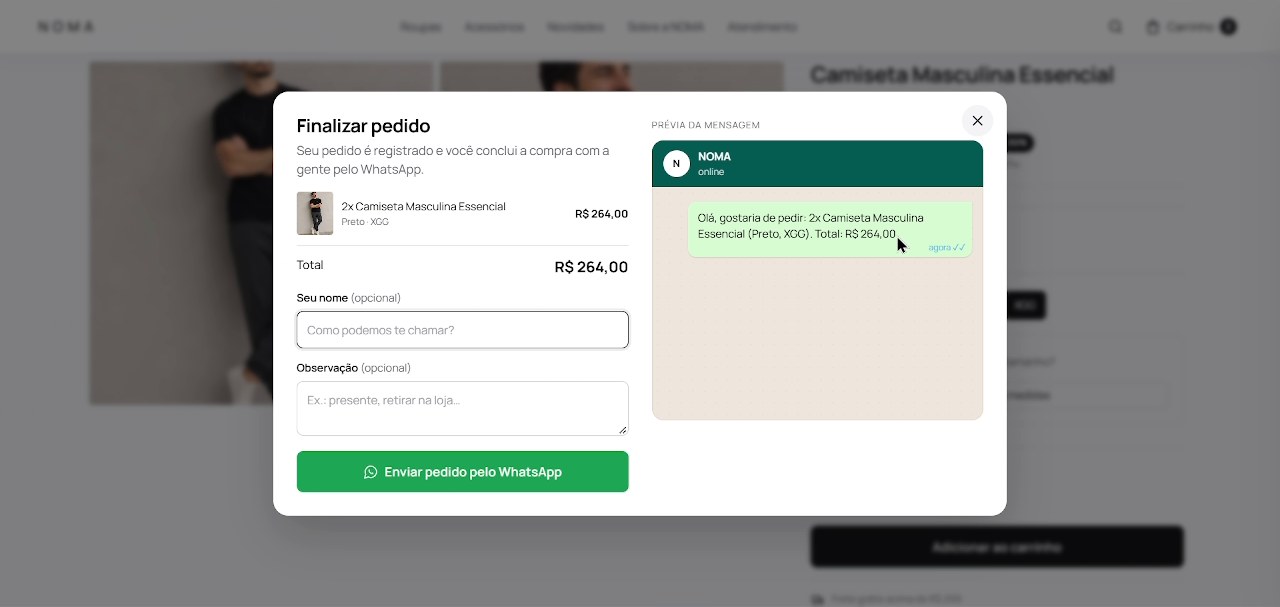 NOMA
Roupas Acessórios Novidades Sobre a NOMA Atendimento
Carrinho
Camiseta Masculina Essencial
Finalizar pedido
Seu pedido é registrado e você conclui a compra com a
gente pelo WhatsApp.
2x Camiseta Masculina Essencial
Preto · XGG
R$ 264,00
Total
R$ 264,00
Seu nome (opcional)
Como podemos te chamar?
Observação (opcional)
Ex.: presente, retirar na loja...
Enviar pedido pelo WhatsApp
PRÉVIA DA MENSAGEM
N
NOMA
online
Olá, gostaria de pedir: 2x Camiseta Masculina
Essencial (Preto, XGG). Total: R$ 264,00
agora ✓✓
Adicionar ao carrinho